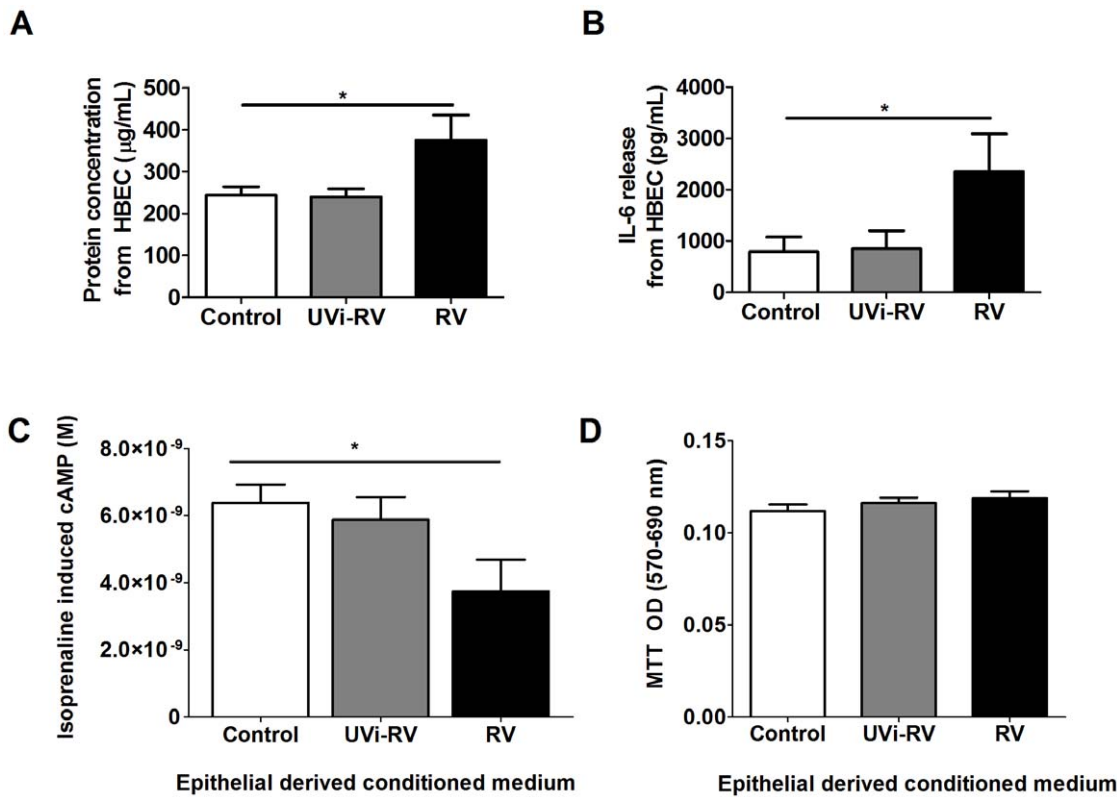 A
Protein concentration
from HBEC (μg/mL)
500
400
300
200
100
0
*
Control UVi-RV RV
B
IL-6 release
from HBEC (pg/mL)
4000
3000
2000
1000
0
*
Control UVi-RV RV
C
Isoprenaline induced cAMP (M)
8.0×10⁻⁹
6.0×10⁻⁹
4.0×10⁻⁹
2.0×10⁻⁹
0
*
Control UVi-RV RV
Epithelial derived conditioned medium
D
MTT OD (570-690 nm)
0.15
0.10
0.05
0.00
Control UVi-RV RV
Epithelial derived conditioned medium